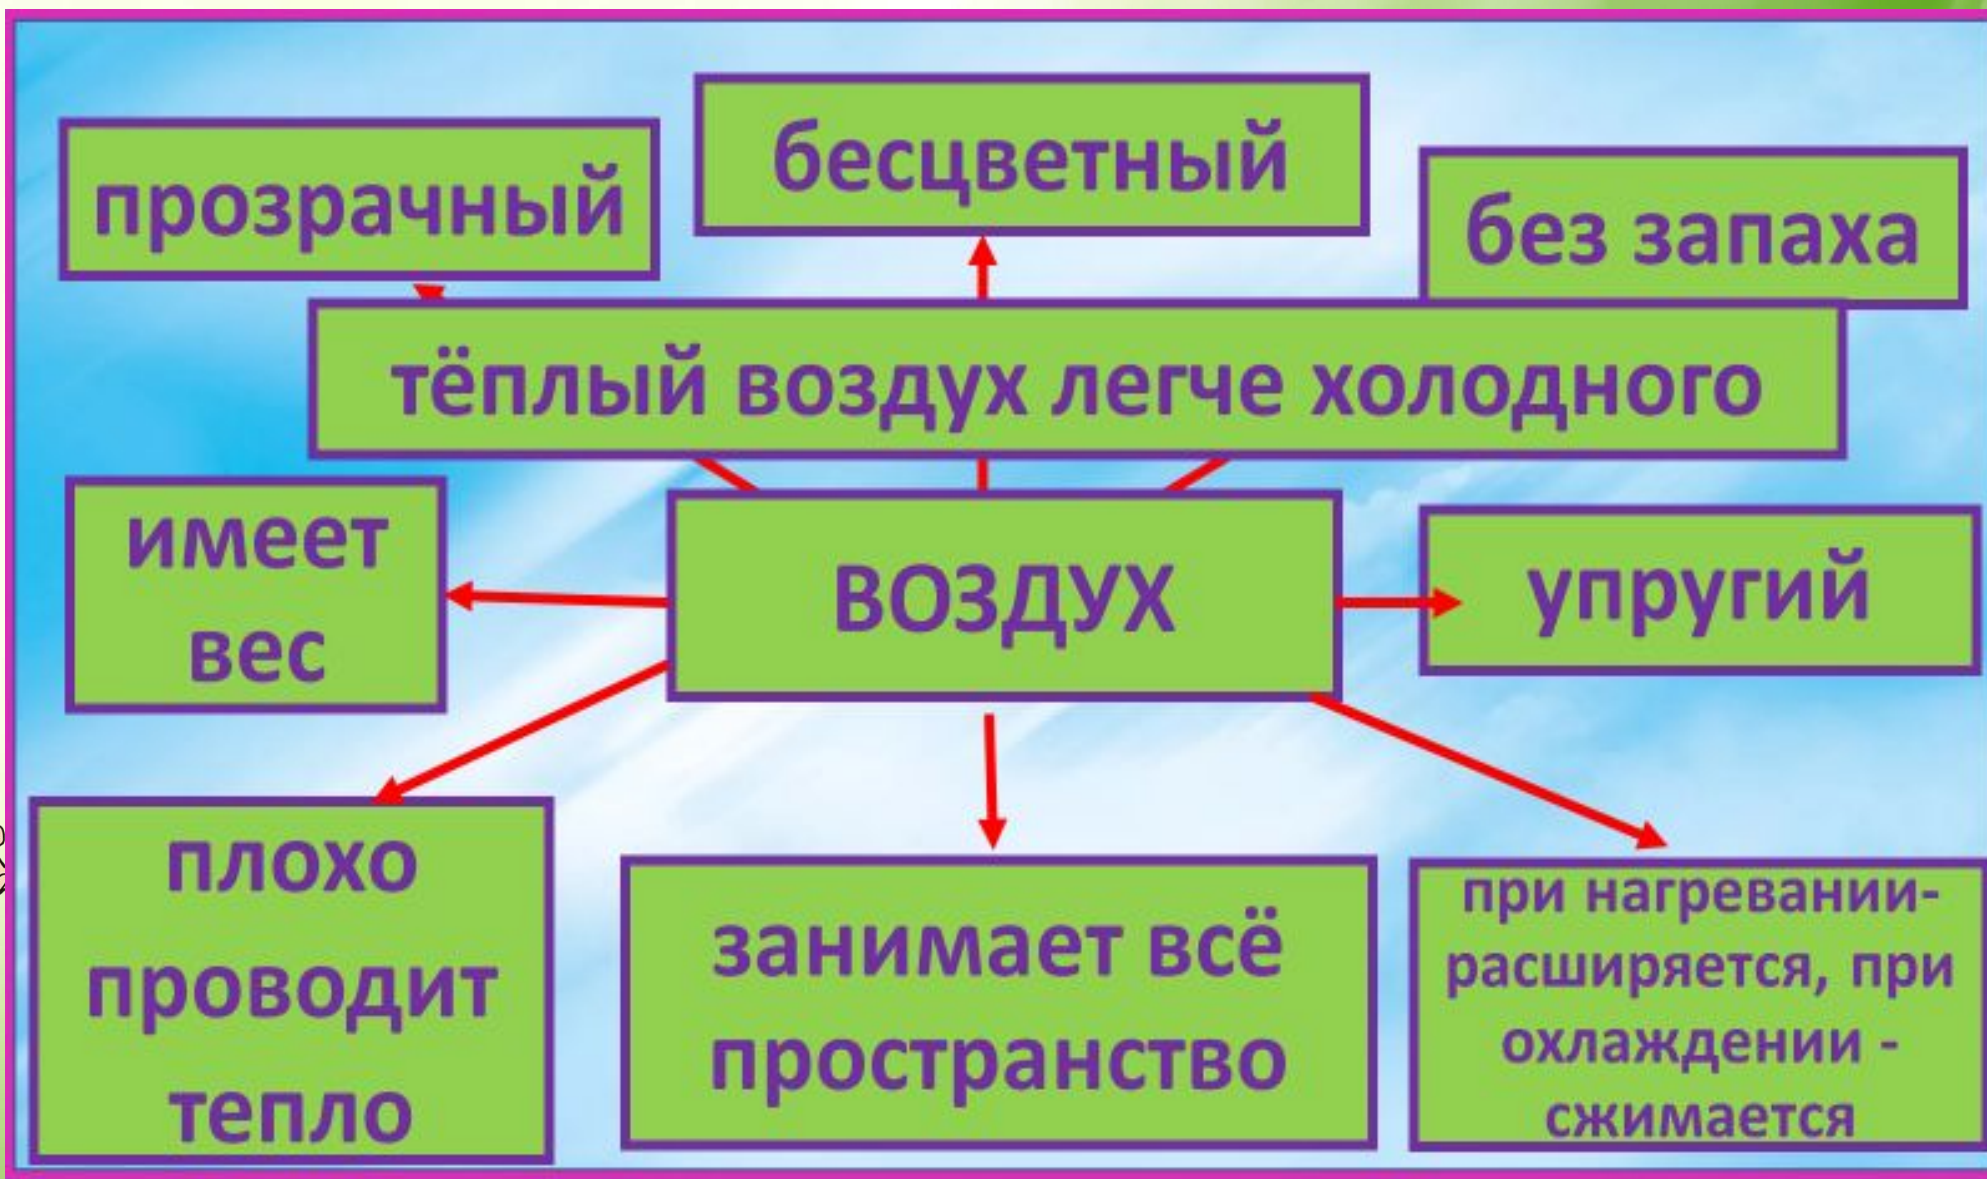 прозрачный
бесцветный
без запаха
тёплый воздух легче холодного
имеет
вес
ВОЗДУХ
упругий
плохо
проводит
тепло
занимает всё
пространство
при нагревании-
расширяется, при
охлаждении -
сжимается